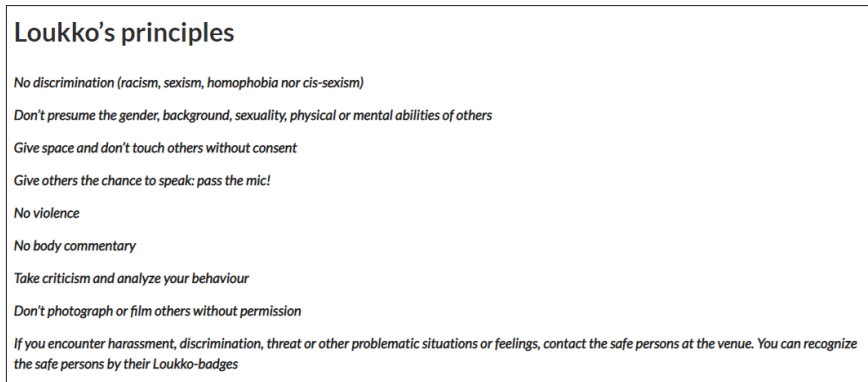 Loukko’s principles
No discrimination (racism, sexism, homophobia nor cis-sexism)
Don’t presume the gender, background, sexuality, physical or mental abilities of others
Give space and don’t touch others without consent
Give others the chance to speak: pass the mic!
No violence
No body commentary
Take criticism and analyze your behaviour
Don’t photograph or film others without permission
If you encounter harassment, discrimination, threat or other problematic situations or feelings, contact the safe persons at the venue. You can recognize
the safe persons by their Loukko-badges